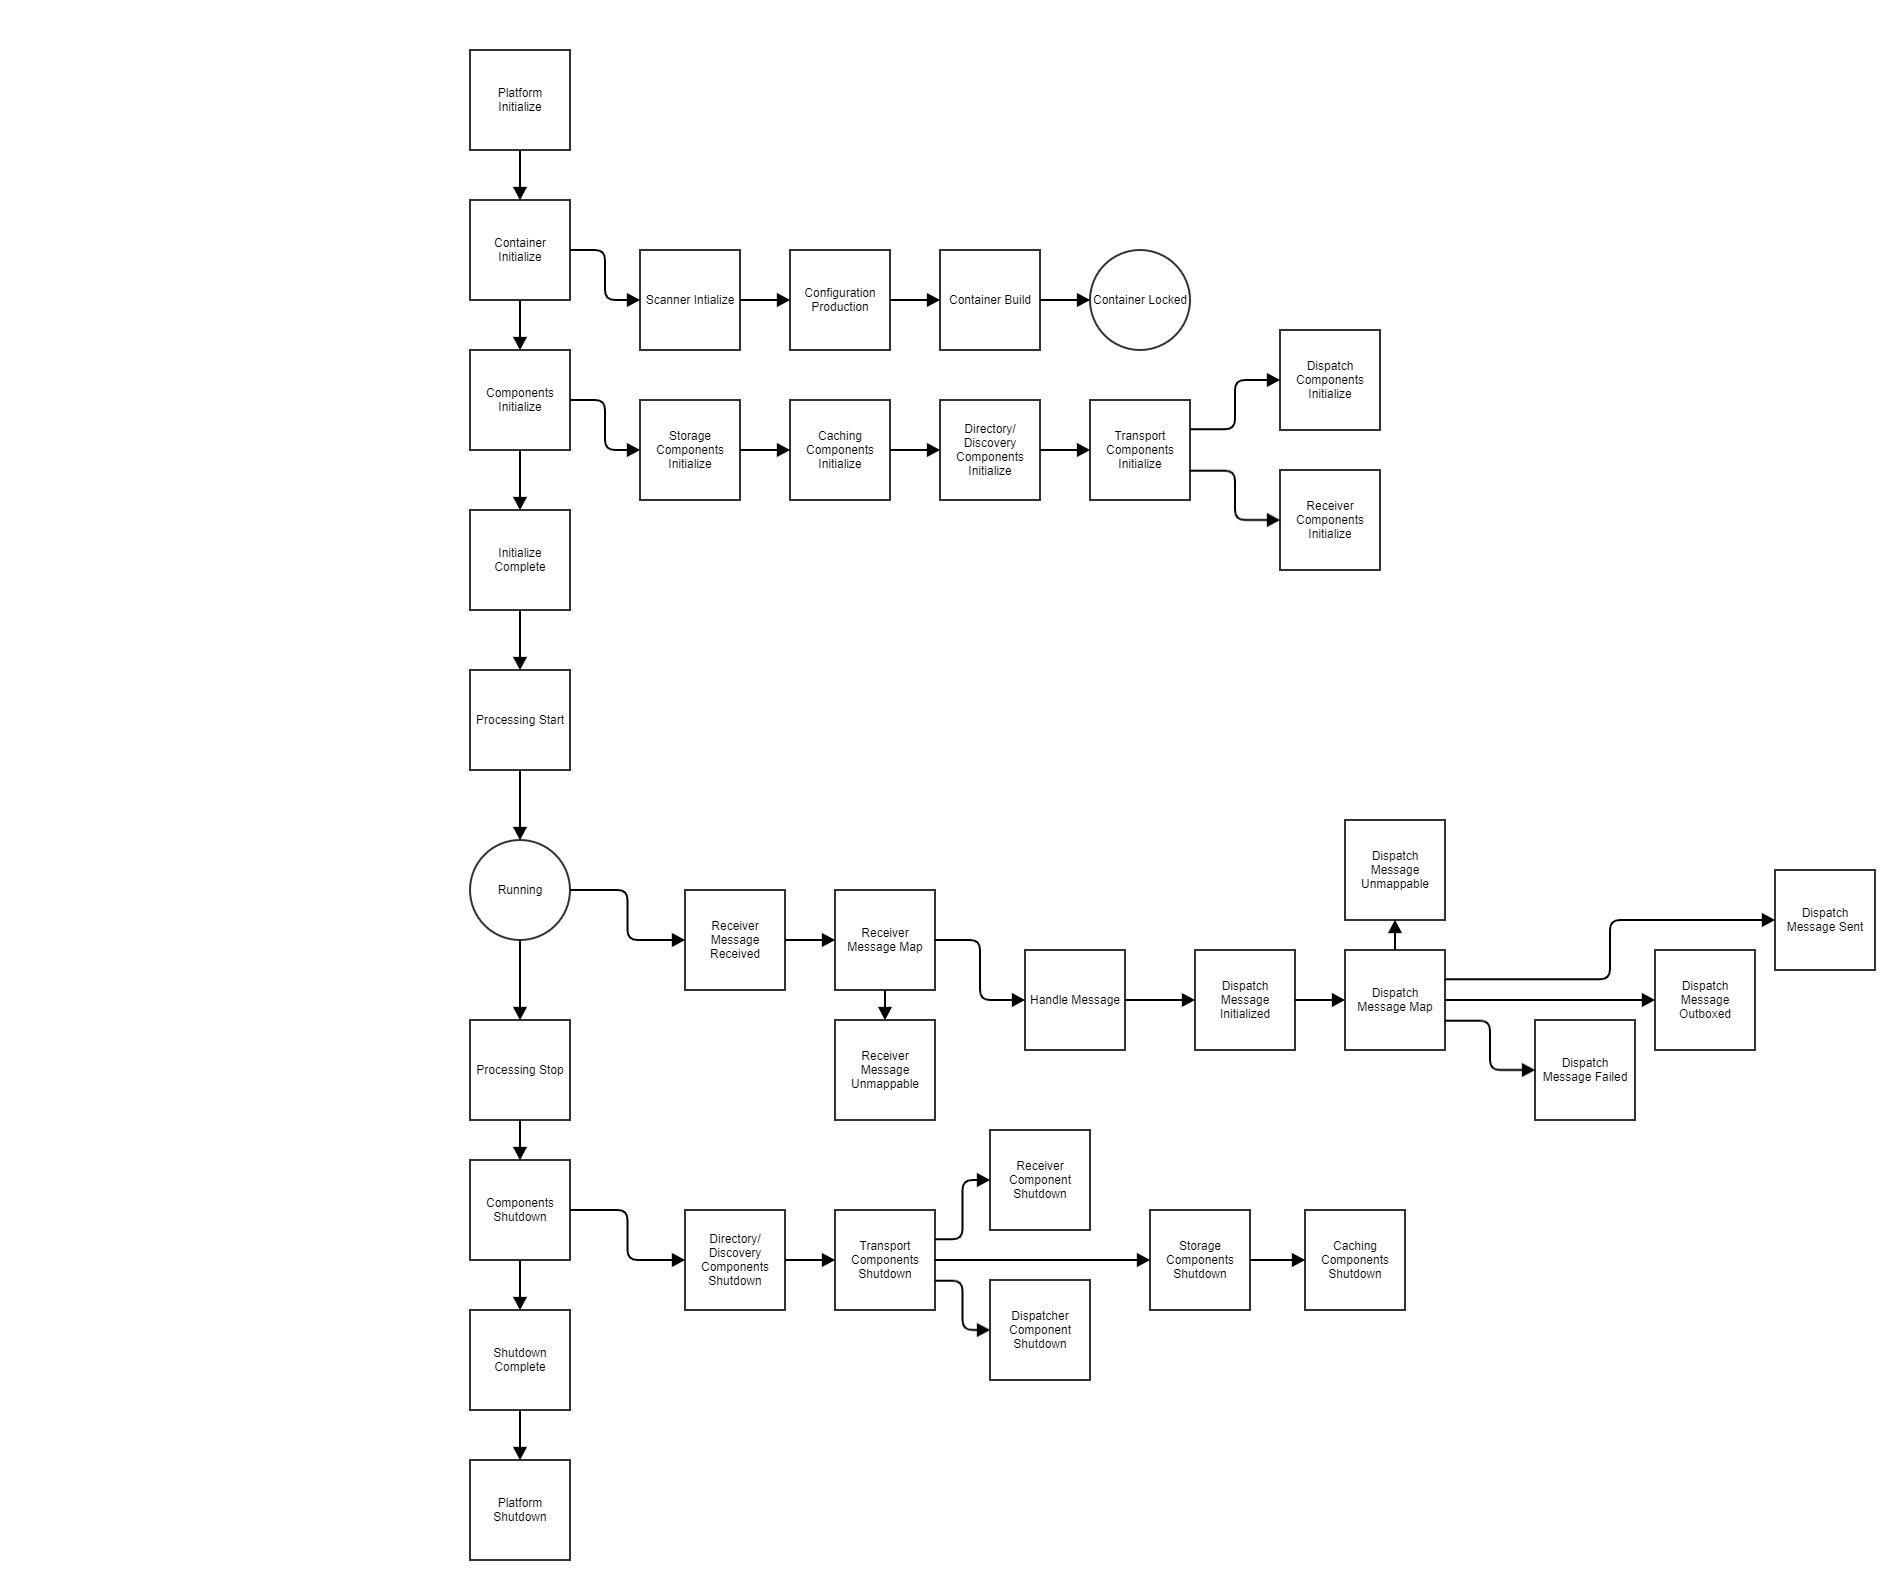 Platform
Initialize
Container
Initialize
Scanner Intialize
Configuration
Production
Container Build
Container Locked
Components
Initialize
Storage
Components
Initialize
Caching
Components
Initialize
Directory/
Discovery
Components
Initialize
Transport
Components
Initialize
Dispatch
Components
Initialize
Receiver
Components
Initialize
Initialize
Complete
Processing Start
Running
Receiver
Message
Received
Receiver
Message Map
Receiver
Message
Unmappable
Handle Message
Dispatch
Message
Initialized
Dispatch
Message Map
Dispatch
Message
Unmappable
Dispatch
Message Sent
Dispatch
Message
Outboxed
Dispatch
Message Failed
Processing Stop
Components
Shutdown
Directory/
Discovery
Components
Shutdown
Transport
Components
Shutdown
Receiver
Component
Shutdown
Dispatcher
Component
Shutdown
Storage
Components
Shutdown
Caching
Components
Shutdown
Shutdown
Complete
Platform
Shutdown